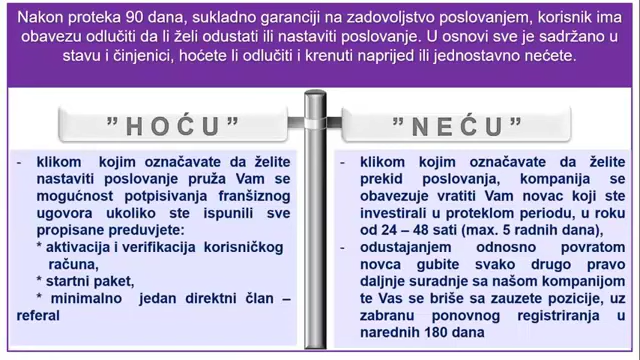 Nakon proteka 90 dana, sukladno garanciji na zadovoljstvo poslovanjem, korisnik ima
obavezu odlučiti da li želi odustati ili nastaviti poslovanje. U osnovi sve je sadržano u
stavu i činjenici, hoćete li odlučiti i krenuti naprijed ili jednostavno nećete.
" H O Ć U "
- klikom kojim označavate da želite
nastaviti poslovanje pruža Vam se
mogućnost potpisivanja franšiznog
ugovora ukoliko ste ispunili sve
propisane preduvjete:
* aktivacija i verifikacija korisničkog
računa,
* startni paket,
* minimalno jedan direktni član –
referal
" N E Ć U "
- klikom kojim označavate da želite
prekid poslovanja, kompanija se
obavezuje vratiti Vam novac koji ste
investirali u proteklom periodu, u roku
od 24 – 48 sati (max. 5 radnih dana),
- odustajanjem odnosno povratom
novca gubite svako drugo pravo
daljnje suradnje sa našom kompanijom
te Vas se briše sa zauzete pozicije, uz
zabranu ponovnog registriranja u
narednih 180 dana